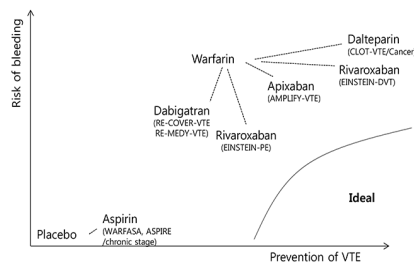 Risk of bleeding
Dalteparin
(CLOT-VTE/Cancer)
Warfarin
Rivaroxaban
(EINSTEIN-DVT)
Apixaban
(AMPLIFY-VTE)
Dabigatran
(RE-COVER-VTE
RE-MEDY-VTE)
Rivaroxaban
(EINSTEIN-PE)
Ideal
Aspirin
(WARFASA, ASPIRE
/chronic stage)
Placebo
Prevention of VTE